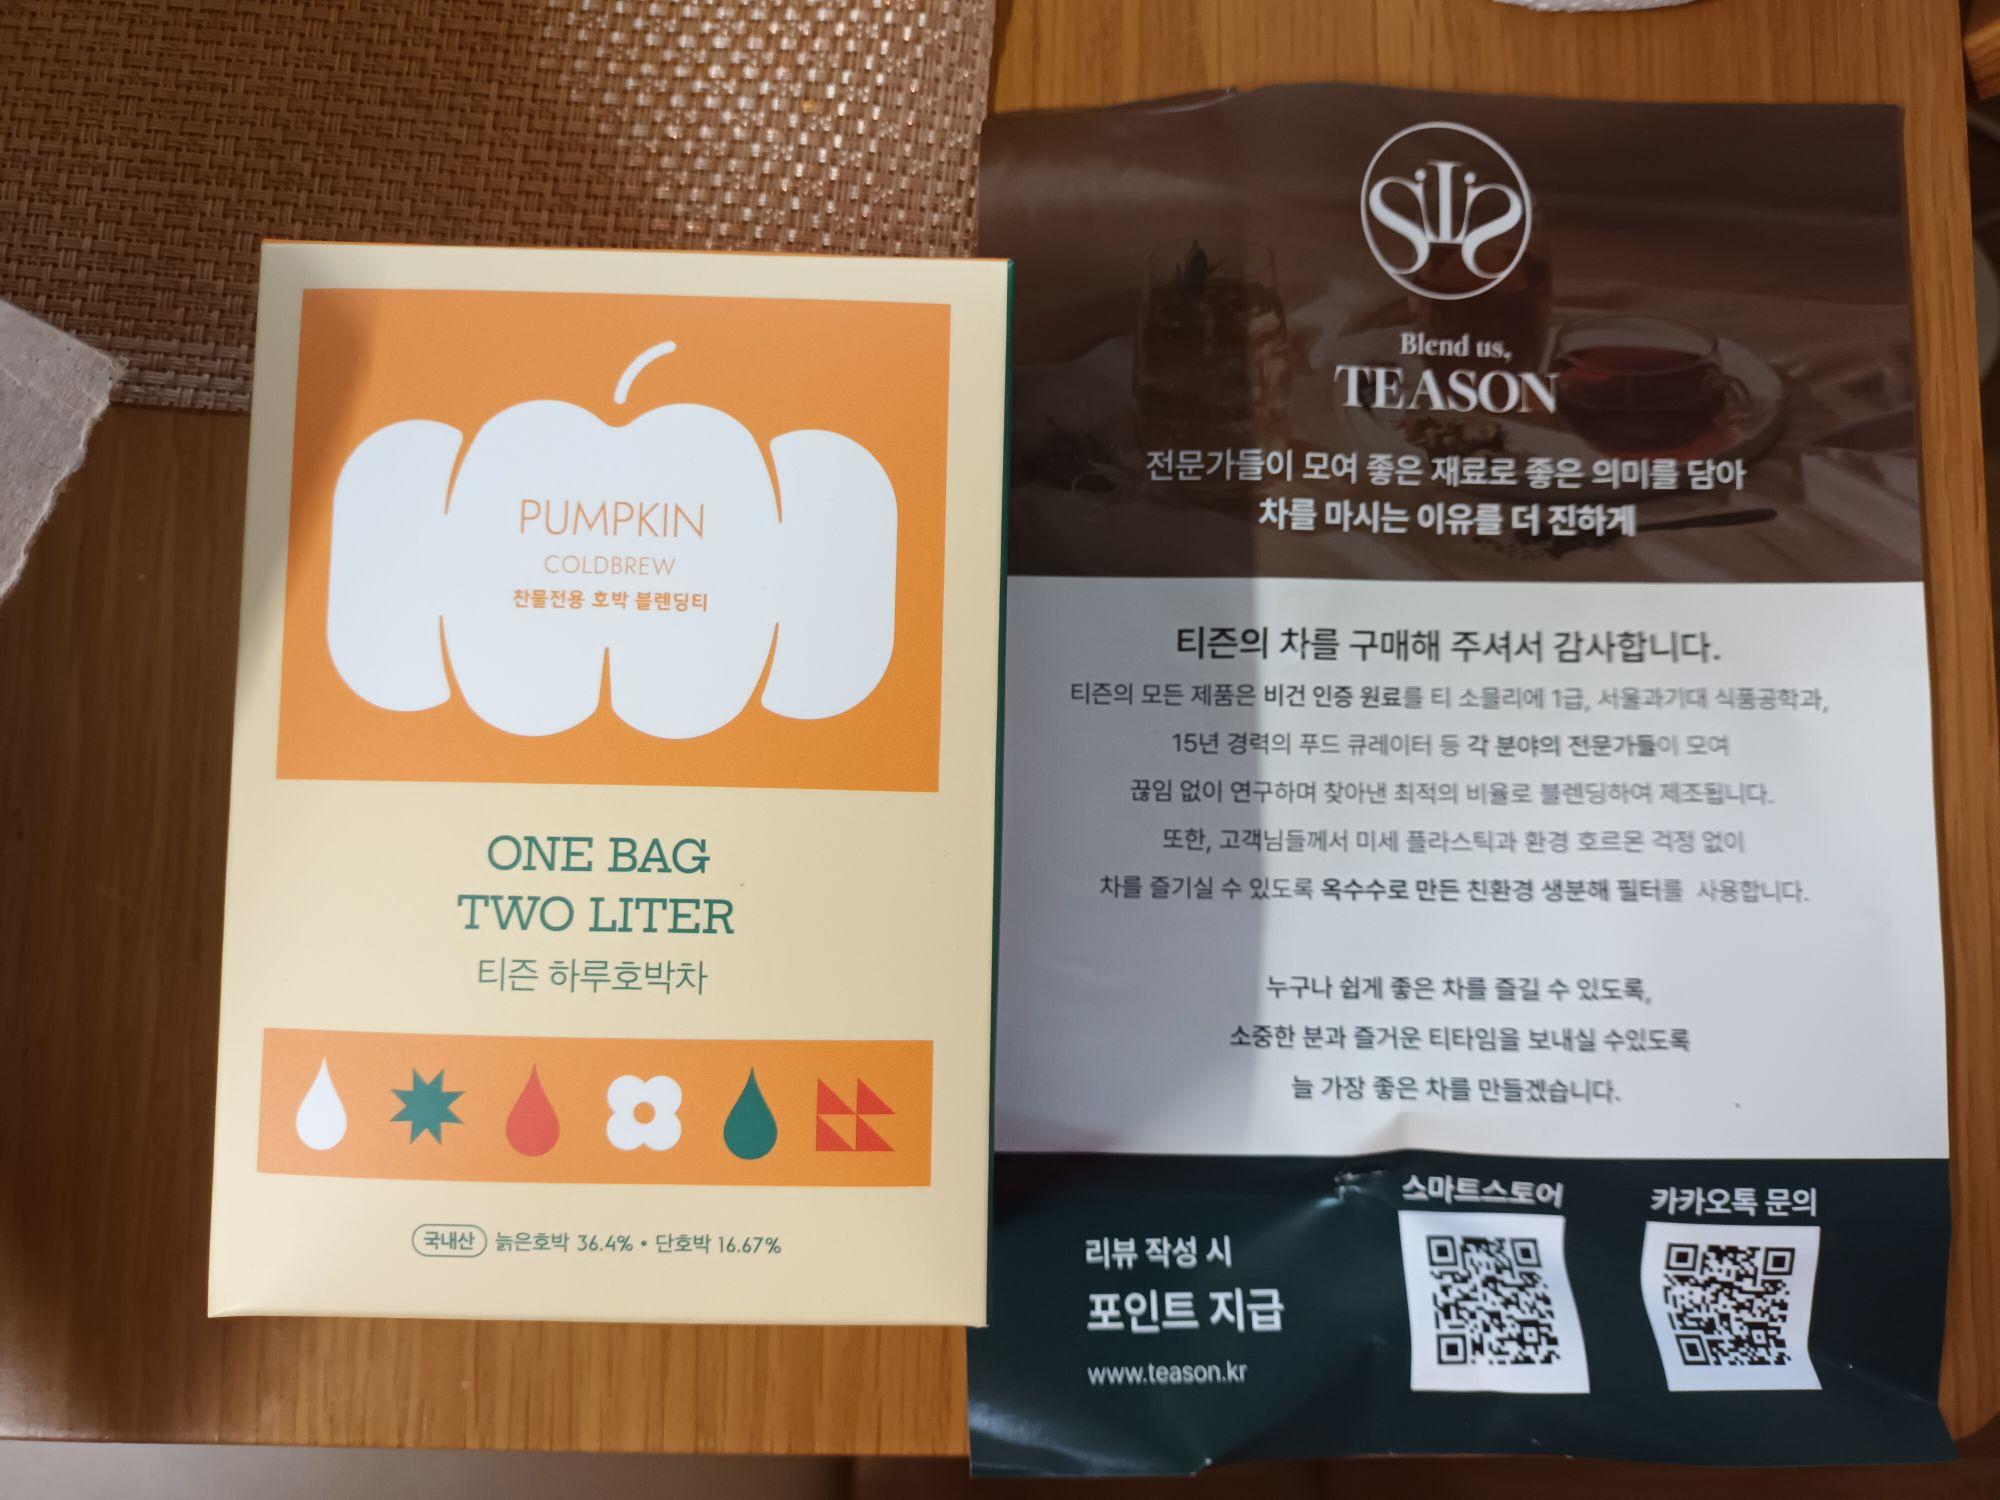 PUMPKIN
COLDBREW
찬물전용 호박 블렌딩티
ONE BAG
TWO LITER
티즌 하루호박차
국내산 늙은호박 36.4% • 단호박 16.67%
Blend us,
TEASON
전문가들이 모여 좋은 재료로 좋은 의미를 담아
차를 마시는 이유를 더 진하게
티즌의 차를 구매해 주셔서 감사합니다.
티즌의 모든 제품은 비건 인증 원료를 티 소믈리에 1급, 서울과기대 식품공학과,
15년 경력의 푸드 큐레이터 등 각 분야의 전문가들이 모여
끊임 없이 연구하며 찾아낸 최적의 비율로 블렌딩하여 제조됩니다.
또한, 고객님들께서 미세 플라스틱과 환경 호르몬 걱정 없이
차를 즐기실 수 있도록 옥수수로 만든 친환경 생분해 필터를 사용합니다.
누구나 쉽게 좋은 차를 즐길 수 있도록,
소중한 분과 즐거운 티타임을 보내실 수있도록
늘 가장 좋은 차를 만들겠습니다.
리뷰 작성 시
포인트 지급
www.teason.kr
스마트스토어
카카오톡 문의